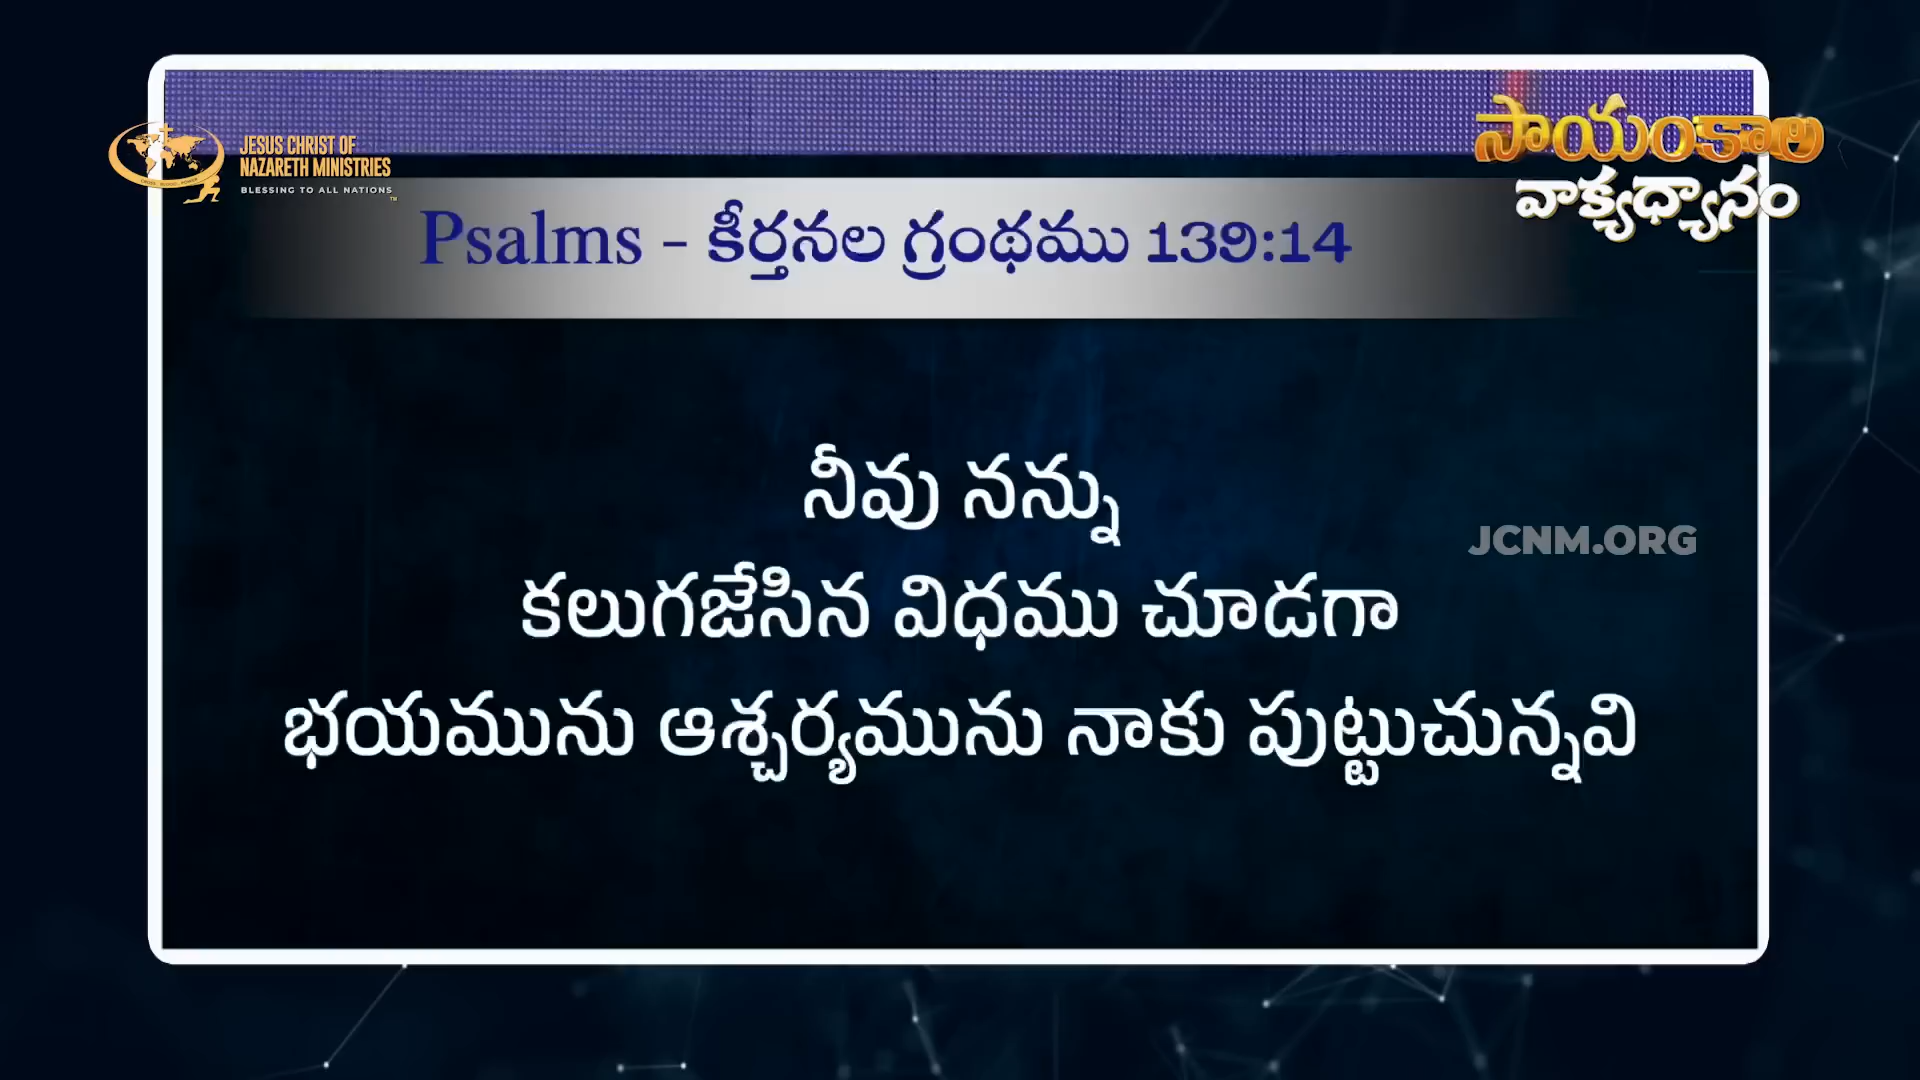 JESUS CHRIST OF
NAZARETH MINISTRIES
BLESSING TO ALL NATIONS
సాయంకాల
వాక్యధ్యానం
Psalms - కీర్తనల గ్రంథము 139:14
నీవు నన్ను
JCNM.ORG
కలుగజేసిన విధము చూడగా
భయమును ఆశ్చర్యమును నాకు పుట్టుచున్నవి